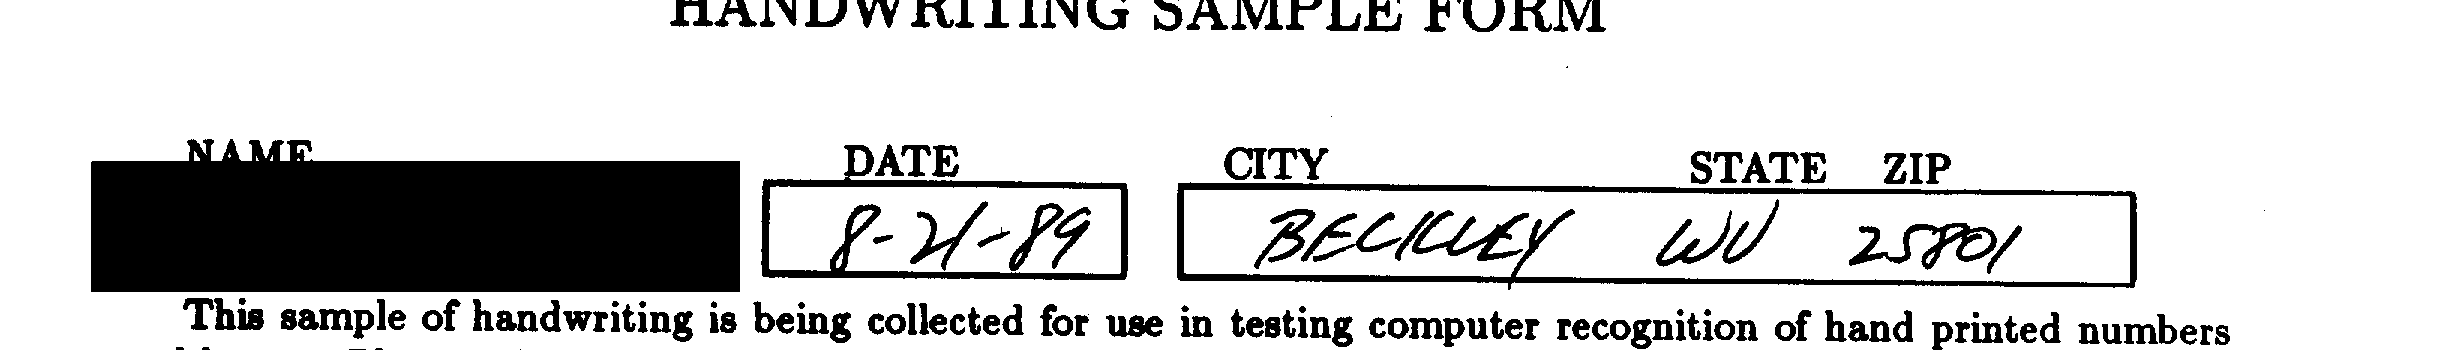 HANDWRITING SAMPLE FORM
NAME DATE CITY STATE ZIP
8-21-89 BECKLEY WV 25801
This sample of handwriting is being collected for use in testing computer recognition of hand printed numbers